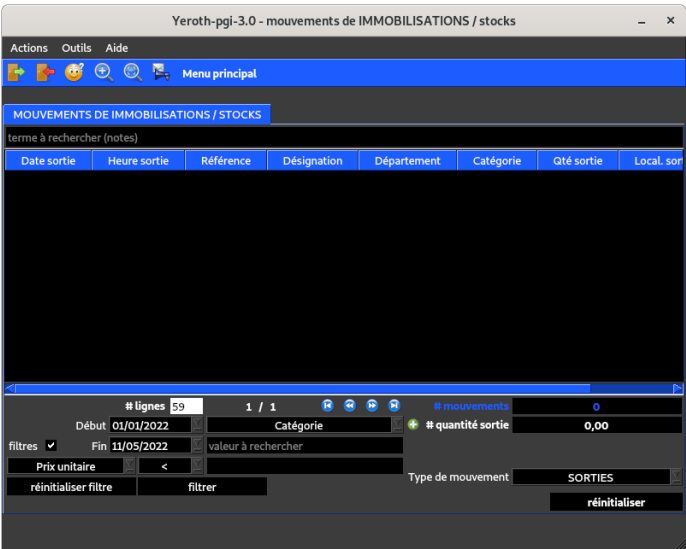 Yeroth-pgi-3.0 - mouvements de IMMOBILISATIONS / stocks
Actions Outils Aide
Menu principal
MOUVEMENTS DE IMMOBILISATIONS / STOCKS
terme à rechercher (notes)
Date sortie Heure sortie Référence Désignation Département Catégorie Qté sortie Local. sor
# lignes 59 1 / 1 # mouvements 0
Début 01/01/2022 Catégorie # quantité sortie 0,00
filtres Fin 11/05/2022 valeur à rechercher
Prix unitaire <
Type de mouvement SORTIES
réinitialiser filtre filtrer
réinitialiser